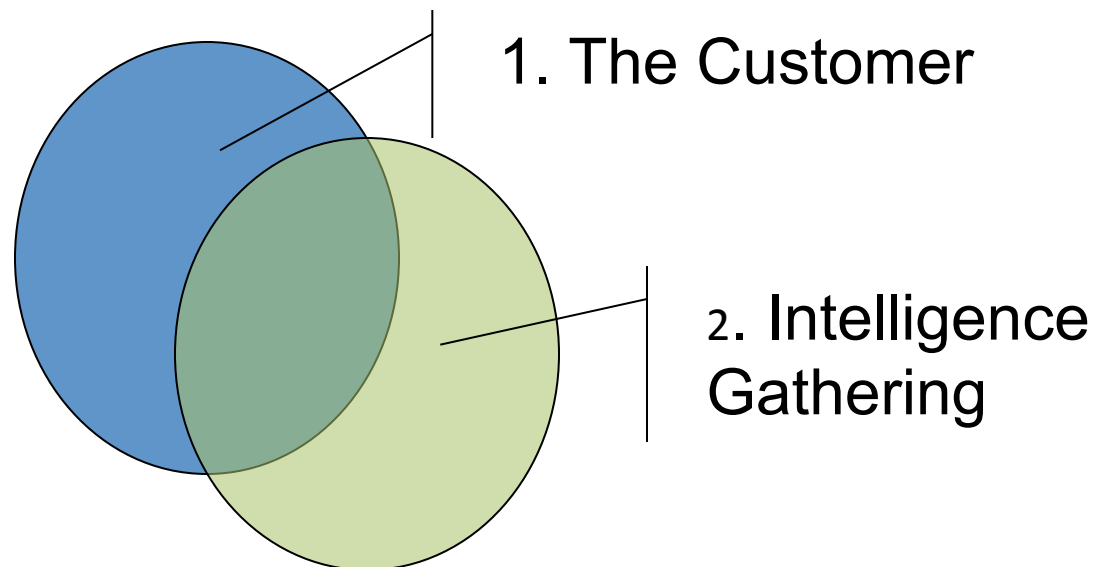 1. The Customer
2. Intelligence
Gathering